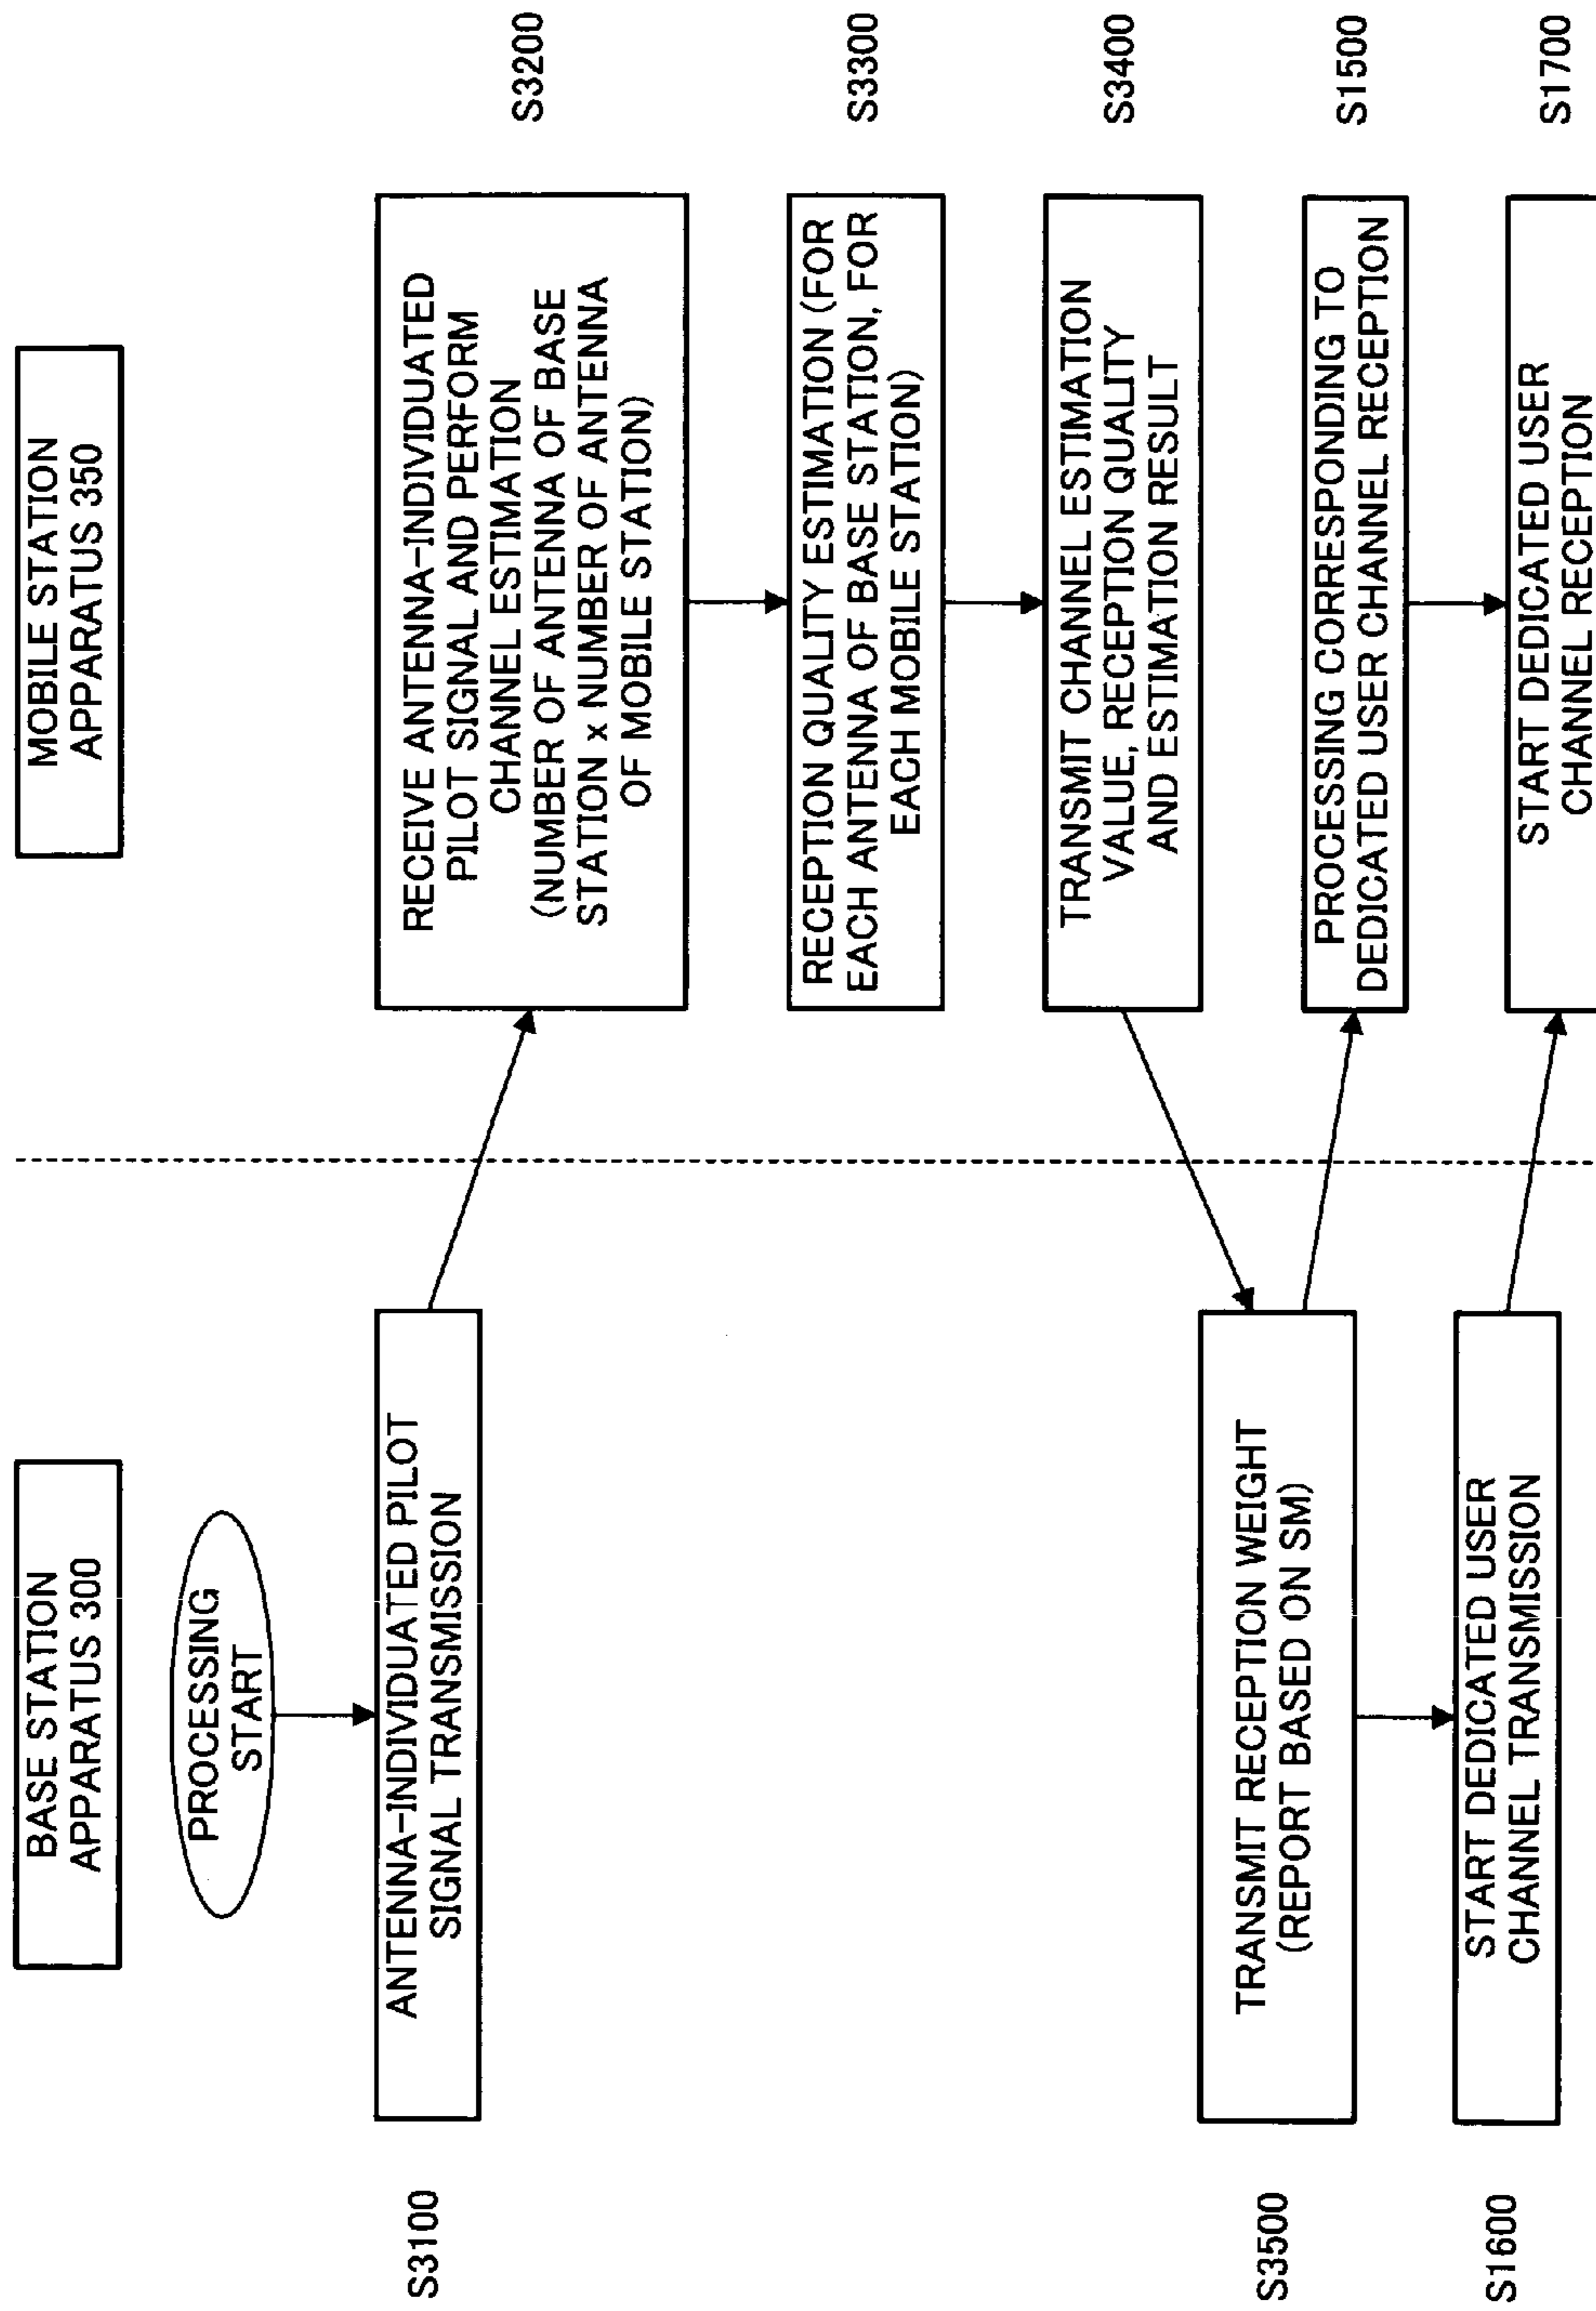 BASE STATION
APPARATUS 300
MOBILE STATION
APPARATUS 350
PROCESSING
START
S3100
ANTENNA-INDIVIDUATED PILOT
SIGNAL TRANSMISSION
RECEIVE ANTENNA-INDIVIDUATED
PILOT SIGNAL AND PERFORM
CHANNEL ESTIMATION
(NUMBER OF ANTENNA OF BASE
STATION x NUMBER OF ANTENNA
OF MOBILE STATION)
S3200
RECEPTION QUALITY ESTIMATION (FOR
EACH ANTENNA OF BASE STATION, FOR
EACH MOBILE STATION)
S3300
TRANSMIT CHANNEL ESTIMATION
VALUE, RECEPTION QUALITY
AND ESTIMATION RESULT
S3400
S3500
TRANSMIT RECEPTION WEIGHT
(REPORT BASED ON SM)
PROCESSING CORRESPONDING TO
DEDICATED USER CHANNEL RECEPTION
S1500
S1600
START DEDICATED USER
CHANNEL TRANSMISSION
START DEDICATED USER
CHANNEL RECEPTION
S1700